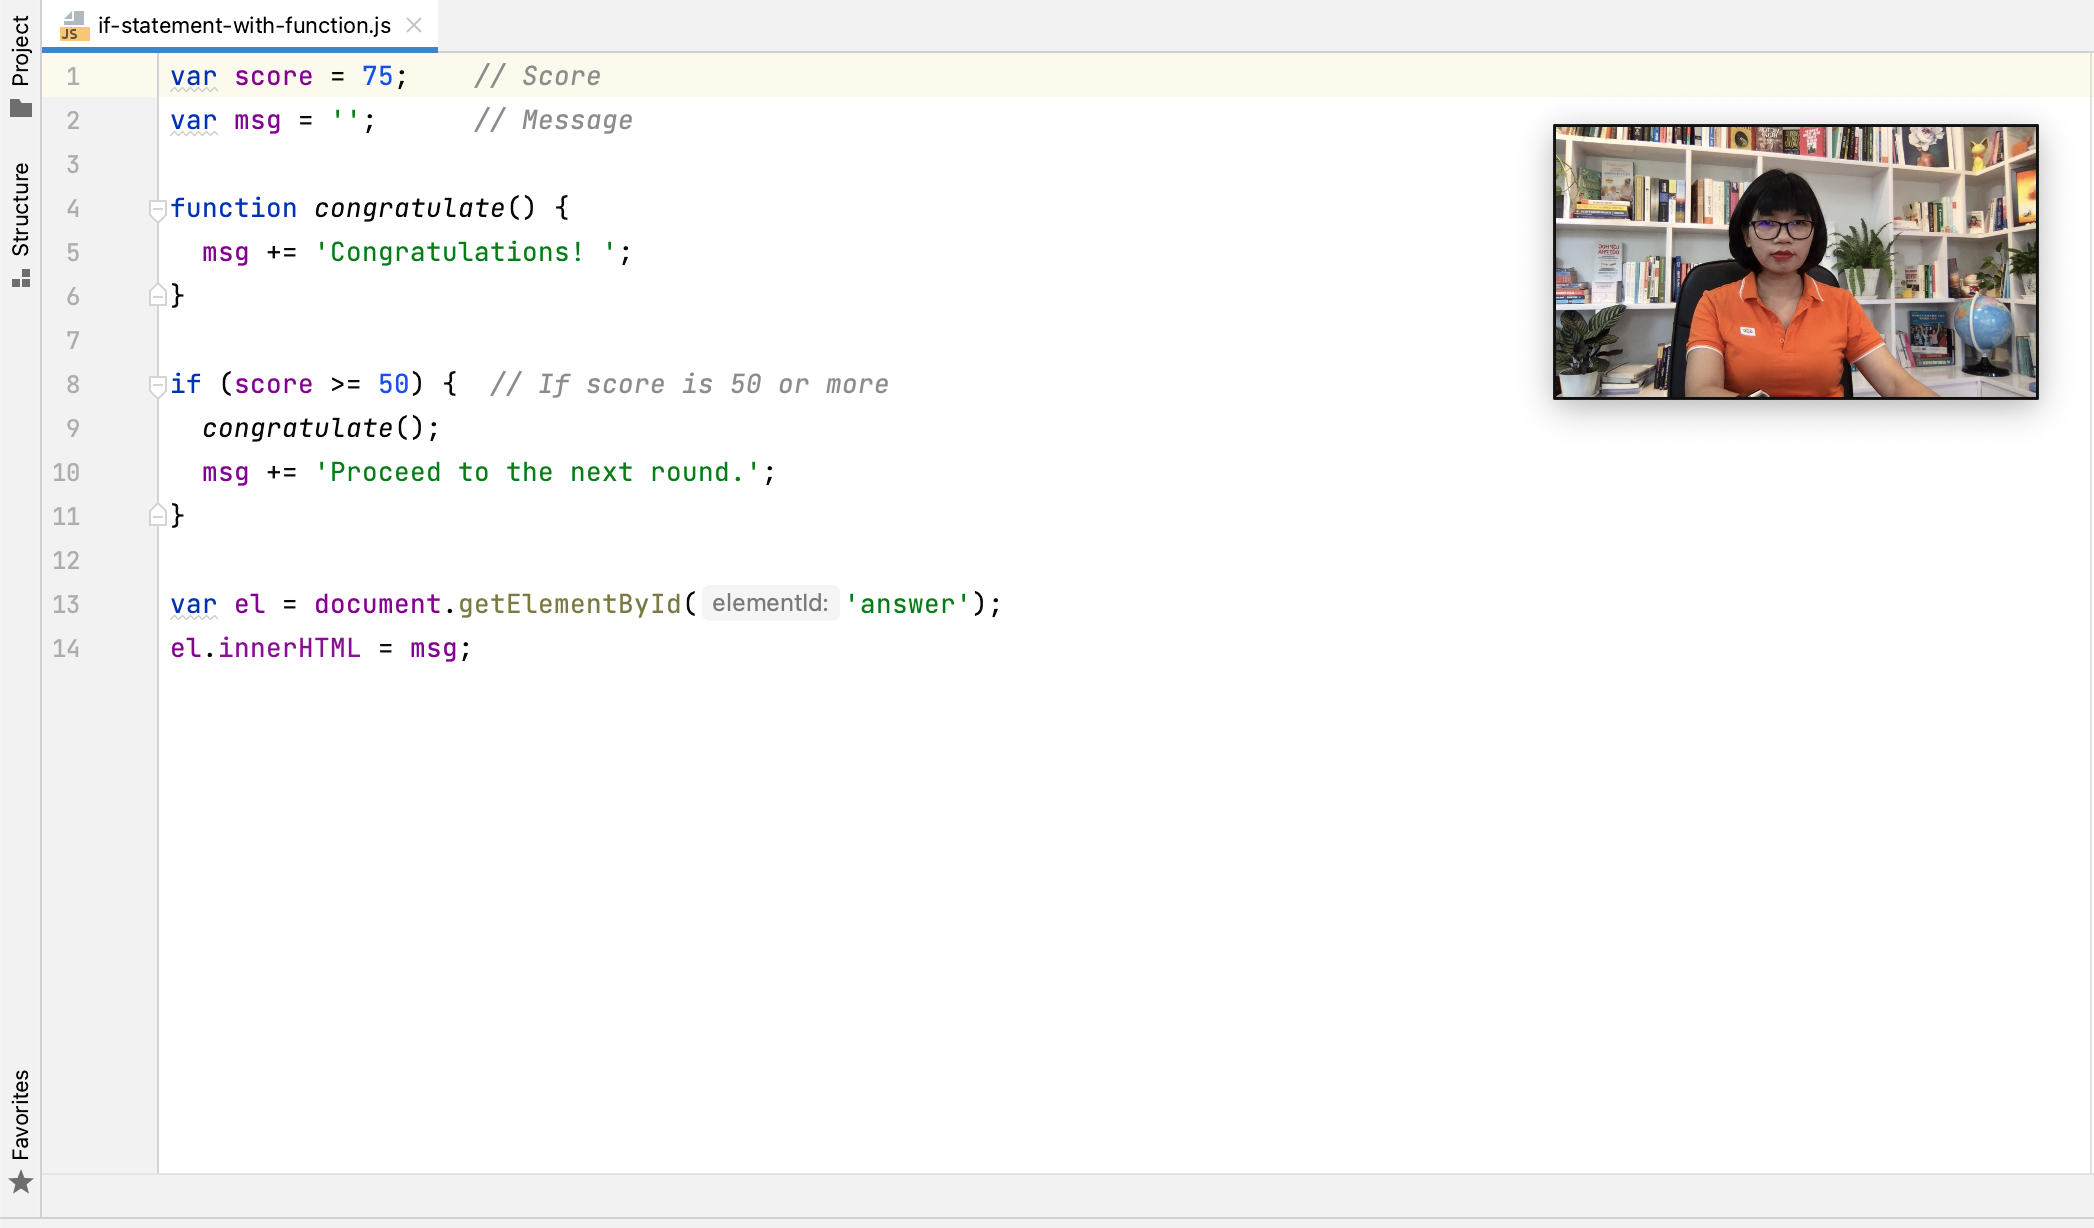 Project
Structure
Favorites
if-statement-with-function.js
1 var score = 75; // Score
2 var msg = ''; // Message
3
4 function congratulate() {
5 msg += 'Congratulations! ';
6 }
7
8 if (score >= 50) { // If score is 50 or more
9 congratulate();
10 msg += 'Proceed to the next round.';
11 }
12
13 var el = document.getElementById( elementId: 'answer');
14 el.innerHTML = msg;